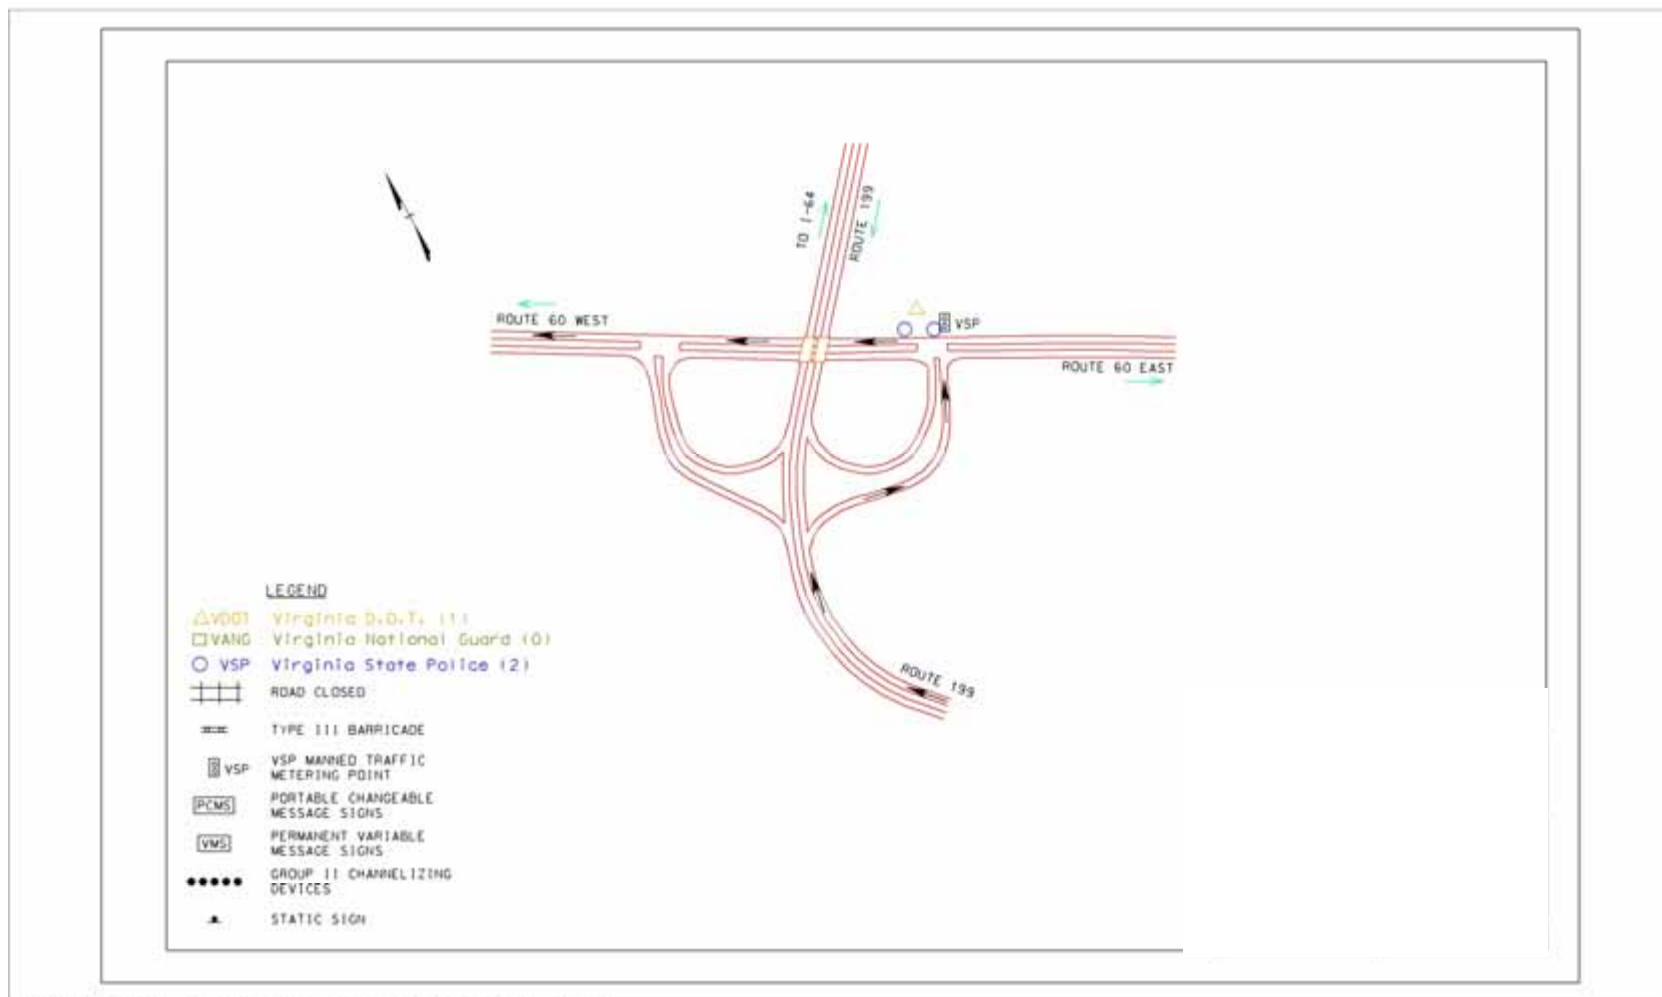 TO I-64
ROUTE 199
ROUTE 60 WEST
VSP
ROUTE 60 EAST
ROUTE 199
LEGEND
VDOT Virginia D.O.T. (1)
VANG Virginia National Guard (0)
VSP Virginia State Police (2)
ROAD CLOSED
TYPE III BARRICADE
VSP VSP MANNED TRAFFIC
METERING POINT
PCMS PORTABLE CHANGEABLE
MESSAGE SIGNS
VMS PERMANENT VARIABLE
MESSAGE SIGNS
GROUP II CHANNELIZING
DEVICES
STATIC SIGN